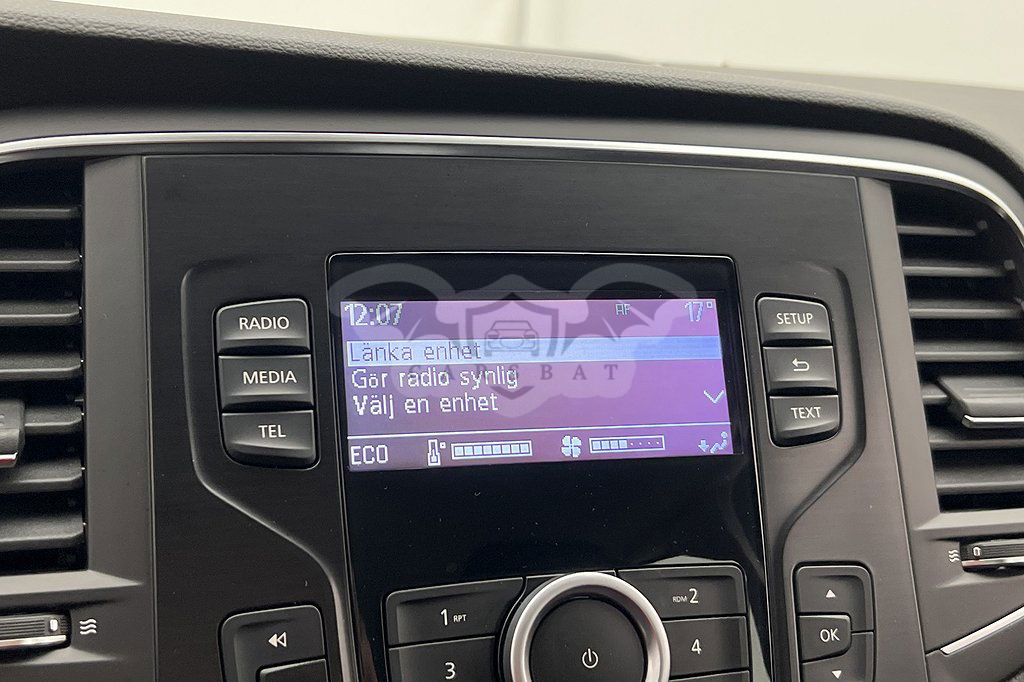 12:07 AF 17°
Länka enhet
Gör radio synlig
Välj en enhet
ECO
RADIO
MEDIA
TEL
SETUP
TEXT
1 RPT
RDM 2
3
4
OK
CARGBAT